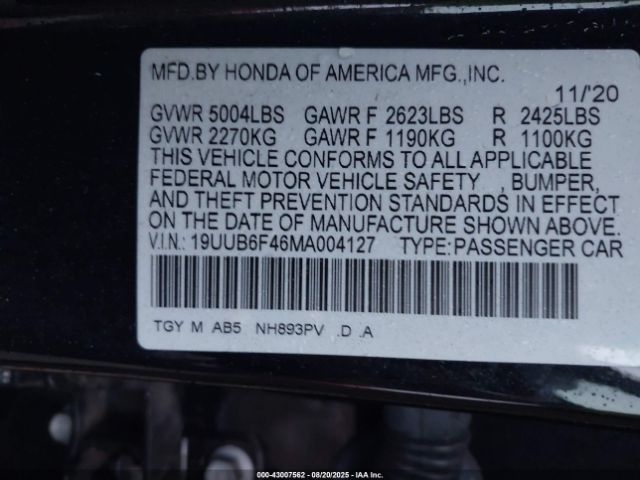 MFD.BY HONDA OF AMERICA MFG.,INC.
11/'20
GVWR 5004LBS GAWR F 2623LBS R 2425LBS
GVWR 2270KG GAWR F 1190KG R 1100KG
THIS VEHICLE CONFORMS TO ALL APPLICABLE
FEDERAL MOTOR VEHICLE SAFETY , BUMPER,
AND THEFT PREVENTION STANDARDS IN EFFECT
ON THE DATE OF MANUFACTURE SHOWN ABOVE.
V.I.N.: 19UUB6F46MA004127 TYPE:PASSENGER CAR
TGY M AB5 NH893PV .D .A
000-43007562 — 08/20/2025 — IAA Inc.